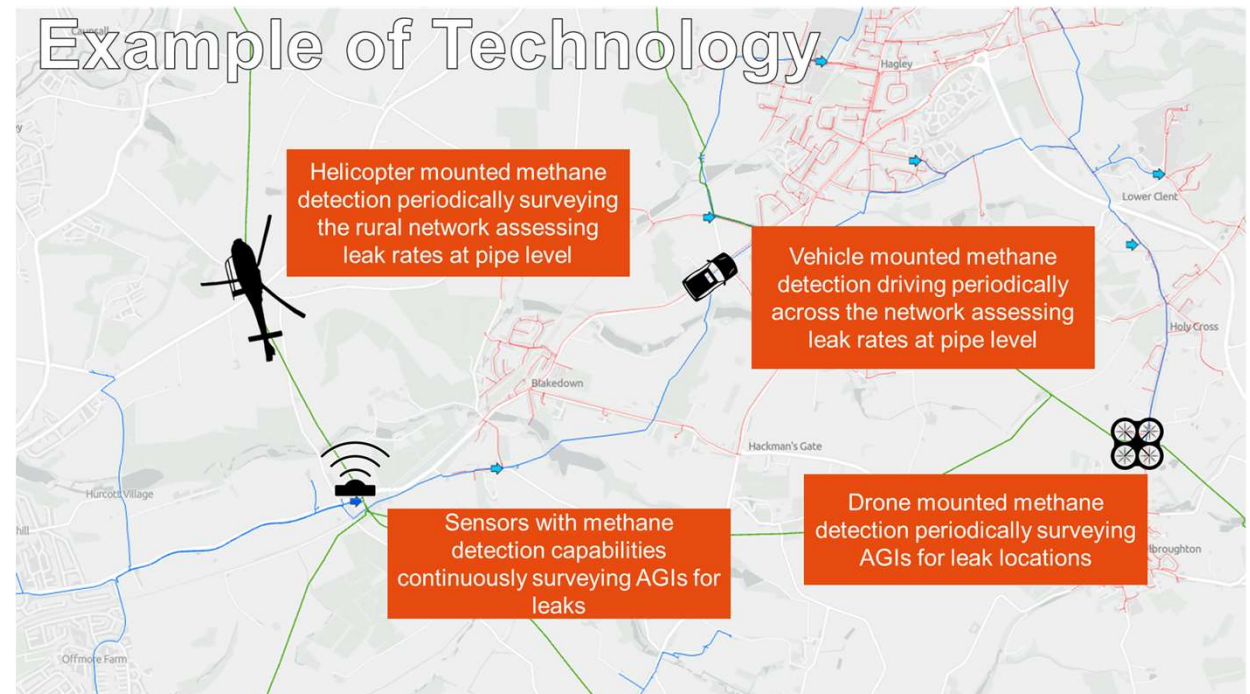 Example of Technology
Caunsall
Hagley
Helicopter mounted methane
detection periodically surveying
the rural network assessing
leak rates at pipe level
Lower Clent
Vehicle mounted methane
detection driving periodically
across the network assessing
leak rates at pipe level
Holy Cross
Blakedown
Hackman's Gate
Hurcott Village
Drone mounted methane
detection periodically surveying
AGIs for leak locations
Sensors with methane
detection capabilities
continuously surveying AGIs for
leaks
lbroughton
hill
Offmore Farm